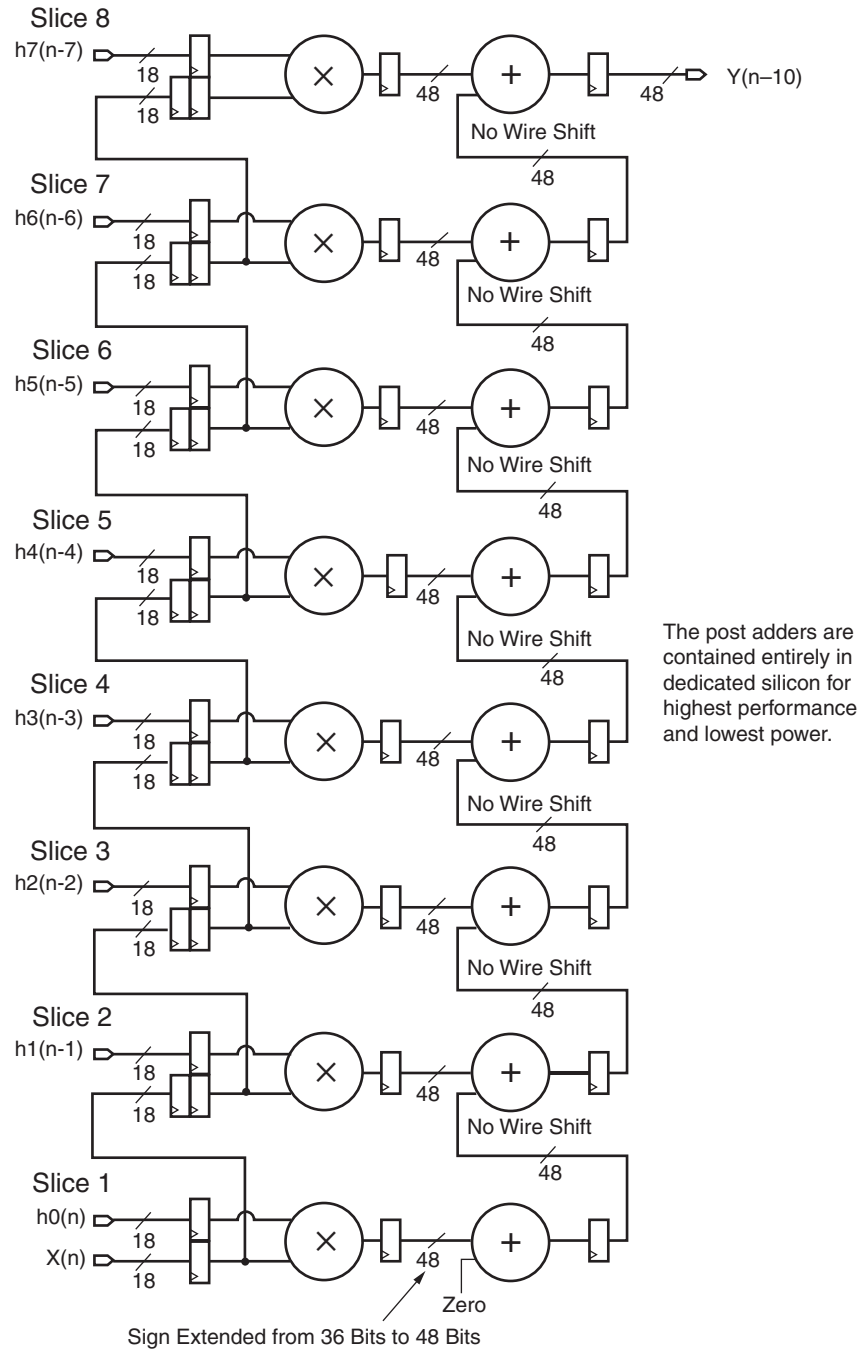 Slice 8
h7(n-7)
18
18
48
48
Y(n–10)
No Wire Shift
48
Slice 7
h6(n-6)
18
18
48
No Wire Shift
48
Slice 6
h5(n-5)
18
18
48
No Wire Shift
48
Slice 5
h4(n-4)
18
18
48
No Wire Shift
48
The post adders are
contained entirely in
dedicated silicon for
highest performance
and lowest power.
Slice 4
h3(n-3)
18
18
48
No Wire Shift
48
Slice 3
h2(n-2)
18
18
48
No Wire Shift
48
Slice 2
h1(n-1)
18
18
48
No Wire Shift
48
Slice 1
h0(n)
18
X(n)
18
48
Zero
Sign Extended from 36 Bits to 48 Bits